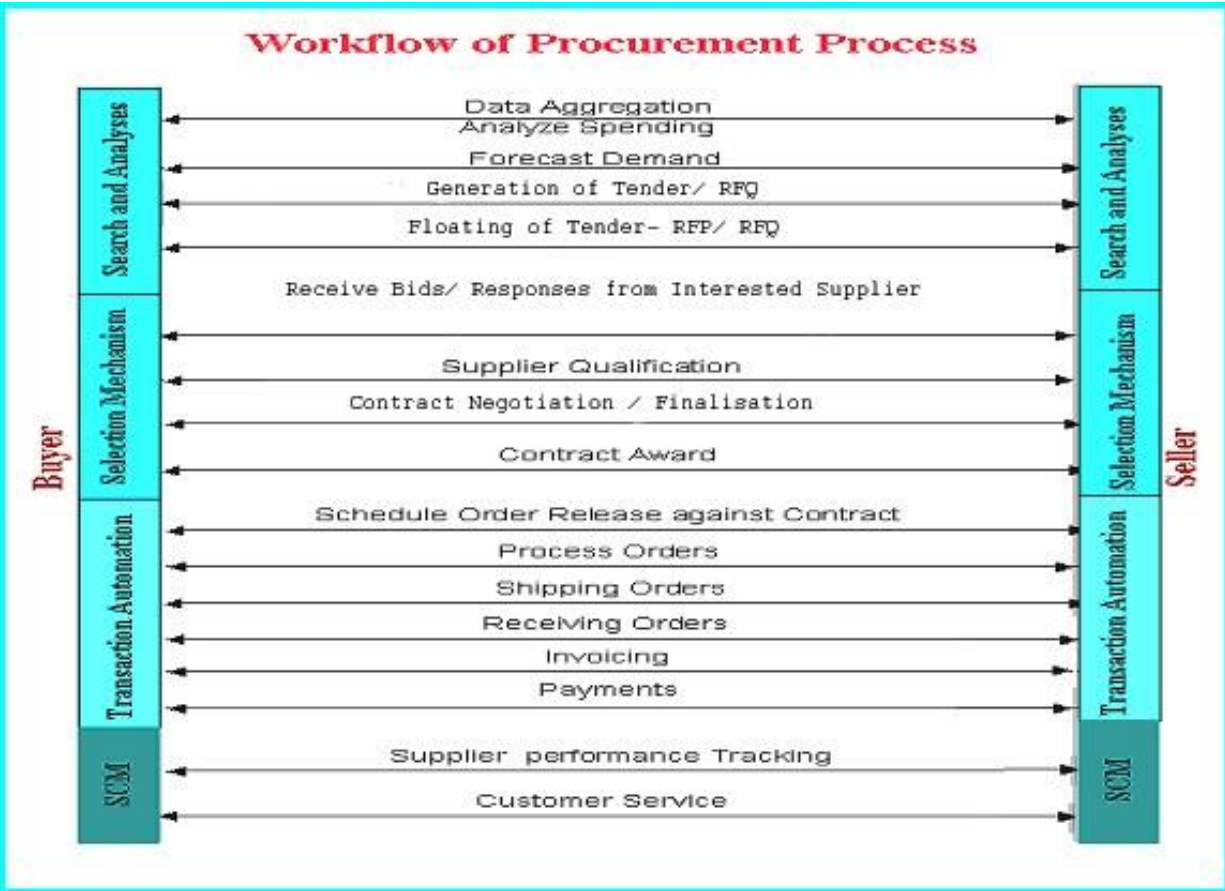 Workflow of Procurement Process
Buyer
Search and Analyses
Selection Mechanism
Transaction Automation
SCM
Data Aggregation
Analyze Spending
Forecast Demand
Generation of Tender/ RFQ
Floating of Tender- RFP/ RFQ
Receive Bids/ Responses from Interested Supplier
Supplier Qualification
Contract Negotiation / Finalisation
Contract Award
Schedule Order Release against Contract
Process Orders
Shipping Orders
Receiving Orders
Invoicing
Payments
Supplier performance Tracking
Customer Service
Search and Analyses
Selection Mechanism
Transaction Automation
SCM
Seller